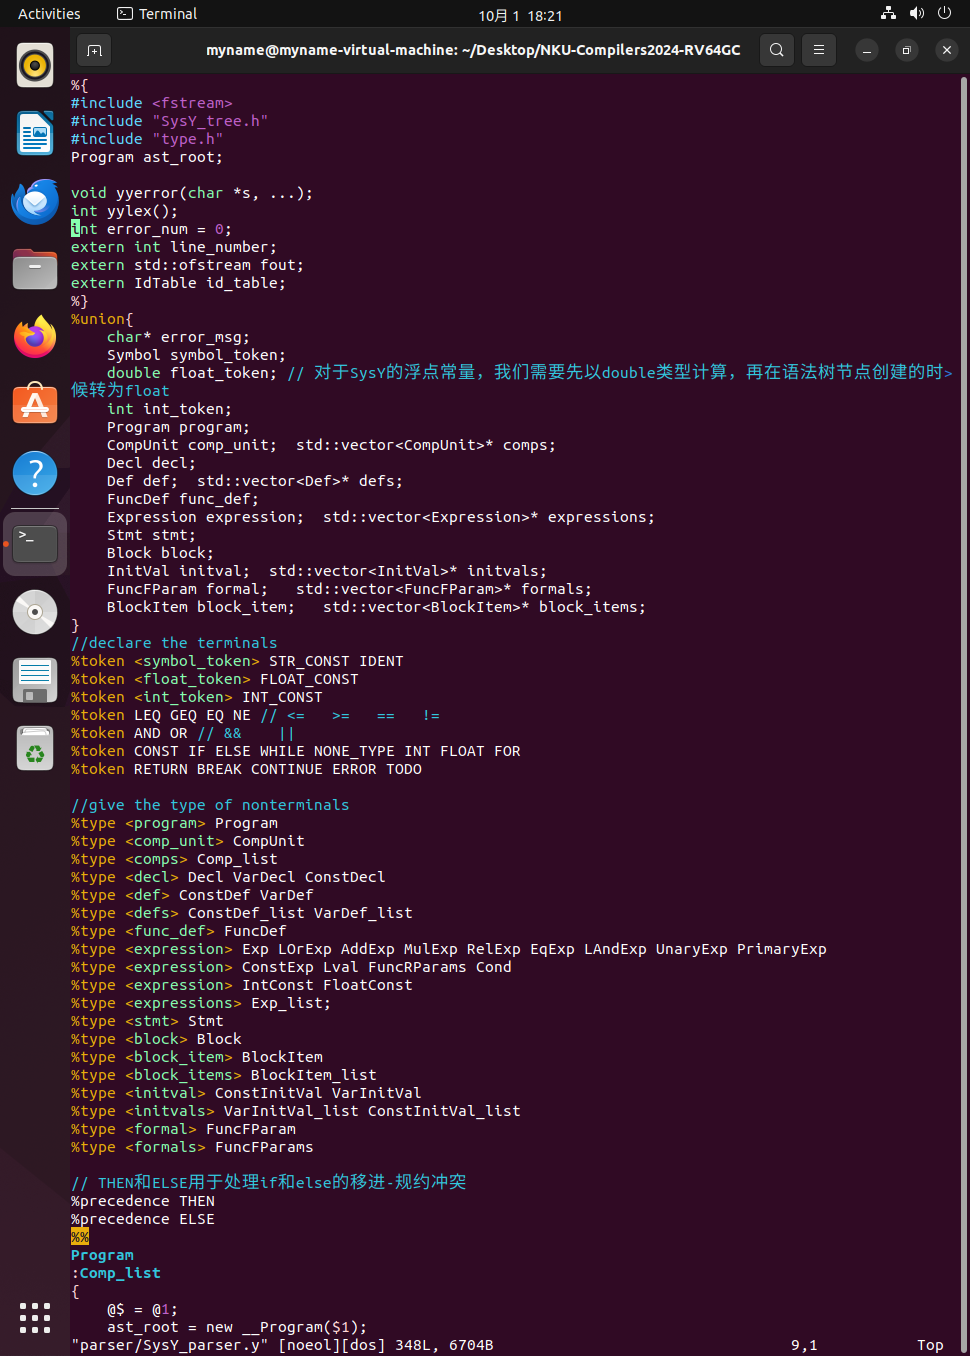 Activities
Terminal
10月 1 18:21
myname@myname-virtual-machine: ~/Desktop/NKU-Compilers2024-RV64GC
%{
#include <fstream>
#include "SysY_tree.h"
#include "type.h"
Program ast_root;
void yyerror(char *s, ...);
int yylex();
int error_num = 0;
extern int line_number;
extern std::ofstream fout;
extern IdTable id_table;
%}
%union{
    char* error_msg;
    Symbol symbol_token;
    double float_token; // 对于SysY的浮点常量，我们需要先以double类型计算，再在语法树节点创建的时>
候转为float
    int int_token;
    Program program;
    CompUnit comp_unit;  std::vector<CompUnit>* comps;
    Decl decl;
    Def def;  std::vector<Def>* defs;
    FuncDef func_def;
    Expression expression;  std::vector<Expression>* expressions;
    Stmt stmt;
    Block block;
    InitVal initval;  std::vector<InitVal>* initvals;
    FuncFParam formal;   std::vector<FuncFParam>* formals;
    BlockItem block_item;   std::vector<BlockItem>* block_items;
}
//declare the terminals
%token <symbol_token> STR_CONST IDENT
%token <float_token> FLOAT_CONST
%token <int_token> INT_CONST
%token LEQ GEQ EQ NE // <=   >=   ==   !=
%token AND OR // &&    ||
%token CONST IF ELSE WHILE NONE_TYPE INT FLOAT FOR
%token RETURN BREAK CONTINUE ERROR TODO
//give the type of nonterminals
%type <program> Program
%type <comp_unit> CompUnit
%type <comps> Comp_list
%type <decl> Decl VarDecl ConstDecl
%type <def> ConstDef VarDef
%type <defs> ConstDef_list VarDef_list
%type <func_def> FuncDef
%type <expression> Exp LOrExp AddExp MulExp RelExp EqExp LAndExp UnaryExp PrimaryExp
%type <expression> ConstExp Lval FuncRParams Cond
%type <expression> IntConst FloatConst
%type <expressions> Exp_list;
%type <stmt> Stmt
%type <block> Block
%type <block_item> BlockItem
%type <block_items> BlockItem_list
%type <initval> ConstInitVal VarInitVal
%type <initvals> VarInitVal_list ConstInitVal_list
%type <formal> FuncFParam
%type <formals> FuncFParams
// THEN和ELSE用于处理if和else的移进-规约冲突
%precedence THEN
%precedence ELSE
%%
Program
:Comp_list
{
    @$ = @1;
    ast_root = new __Program($1);
"parser/SysY_parser.y" [noeol][dos] 348L, 6704B    9,1    Top